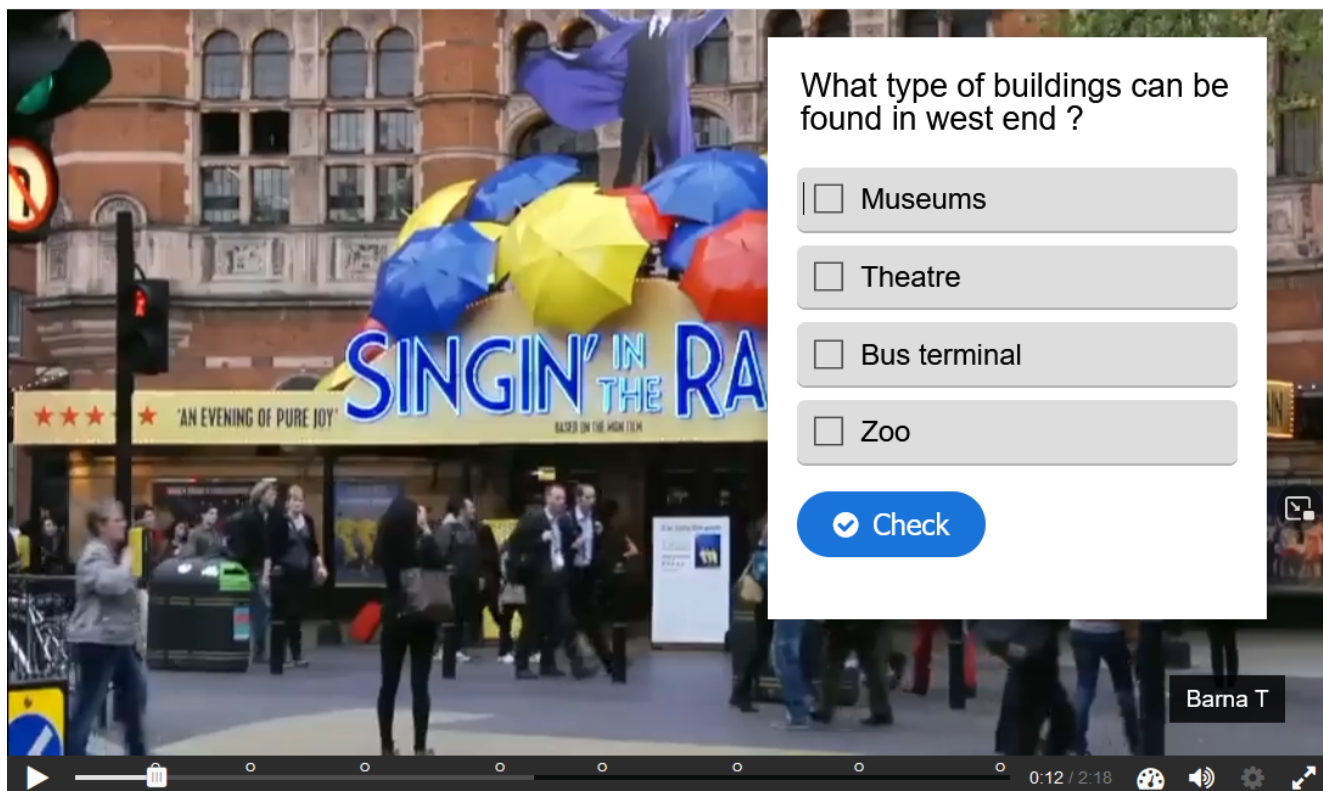 What type of buildings can be
found in west end ?
Museums
Theatre
Bus terminal
Zoo
Check
SINGIN' IN
THE RA
'AN EVENING OF PURE JOY'
BASED ON THE MGM FILM
Barna T
0:12 / 2:18